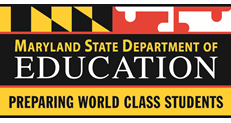 MARYLAND STATE DEPARTMENT OF
EDUCATION
PREPARING WORLD CLASS STUDENTS